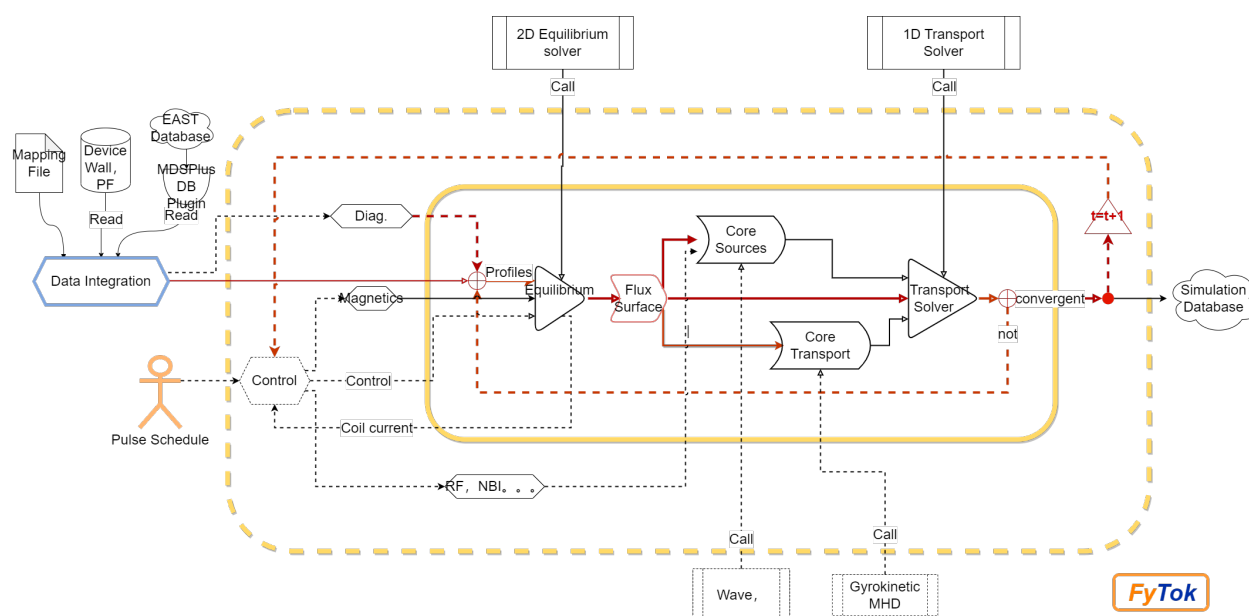 2D Equilibrium
solver
1D Transport
Solver
Call
Call
EAST
Database
Mapping
File
Device
Wall，
PF
MDSPlus
DB
Plugin
Read
Read
Diag.
Core
Sources
t=t+1
Data Integration
Profiles
Equilibrium
Flux
Surface
Transport
Solver
convergent
Simulation
Database
Magnetics
not
Core
Transport
Control
Control
Pulse Schedule
Coil current
RF，NBI。。。
Call
Call
Wave，
Gyrokinetic
MHD
FyTok